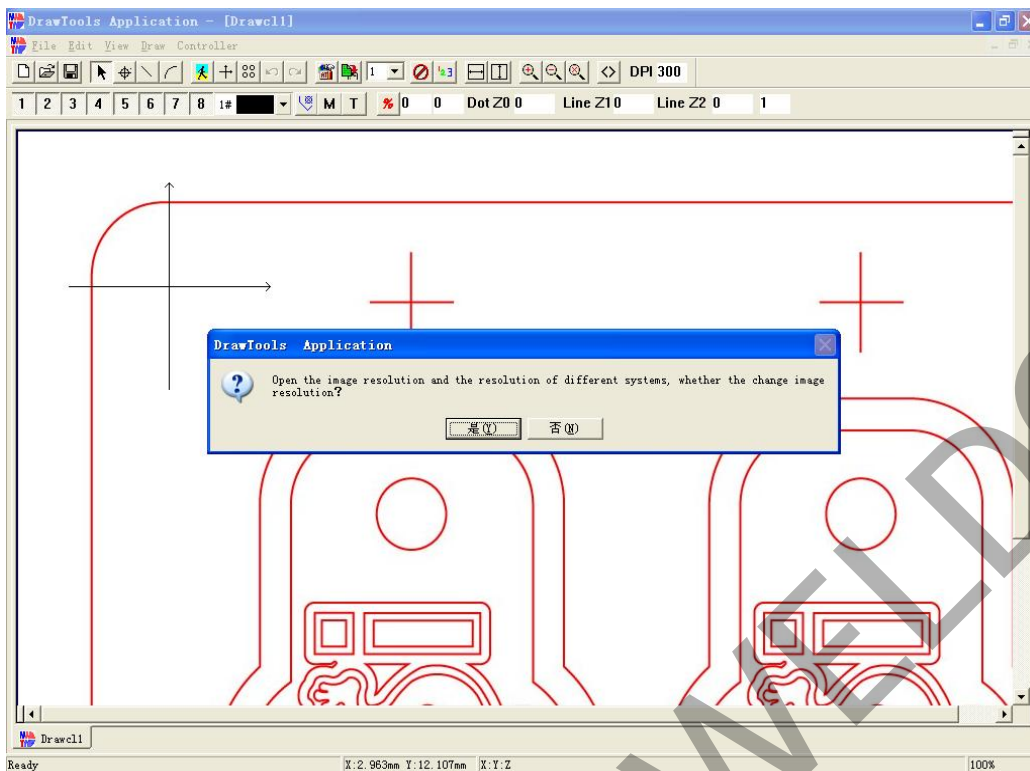 DrawTools Application - [Drawcl1]
File Edit View Draw Controller
1 DPI 300
1 2 3 4 5 6 7 8 1# M T % 0 0 Dot Z0 0 Line Z1 0 Line Z2 0 1
DrawTools Application
Open the image resolution and the resolution of different systems, whether the change image
resolution?
是(Y) 否(N)
WELDS
Drawcl1
Ready X:2.963mm Y:12.107mm X:Y:Z 100%